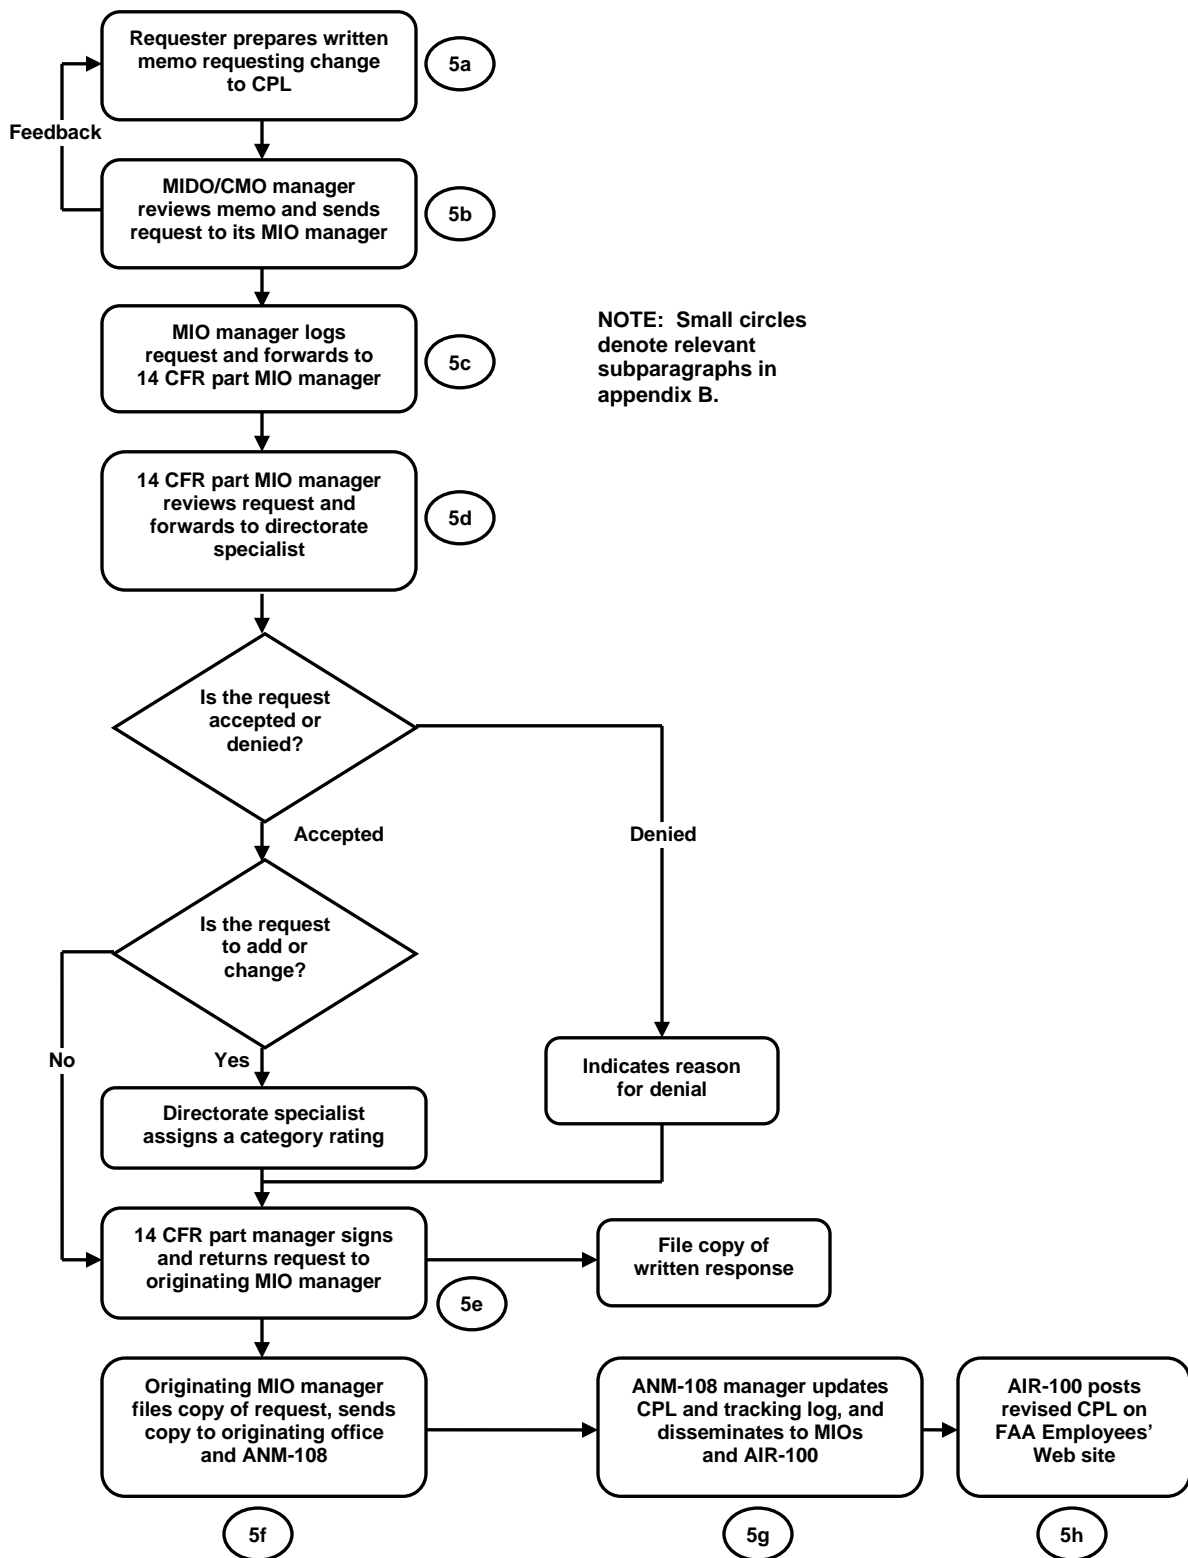 Requester prepares written
memo requesting change
to CPL
5a
Feedback
MIDO/CMO manager
reviews memo and sends
request to its MIO manager
5b
MIO manager logs
request and forwards to
14 CFR part MIO manager
5c
NOTE:  Small circles
denote relevant
subparagraphs in
appendix B.
14 CFR part MIO manager
reviews request and
forwards to directorate
specialist
5d
Is the request
accepted or
denied?
Accepted
Denied
Is the request
to add or
change?
No
Yes
Indicates reason
for denial
Directorate specialist
assigns a category rating
14 CFR part manager signs
and returns request to
originating MIO manager
File copy of
written response
5e
Originating MIO manager
files copy of request, sends
copy to originating office
and ANM-108
ANM-108 manager updates
CPL and tracking log, and
disseminates to MIOs
and AIR-100
AIR-100 posts
revised CPL on
FAA Employees’
Web site
5f
5g
5h